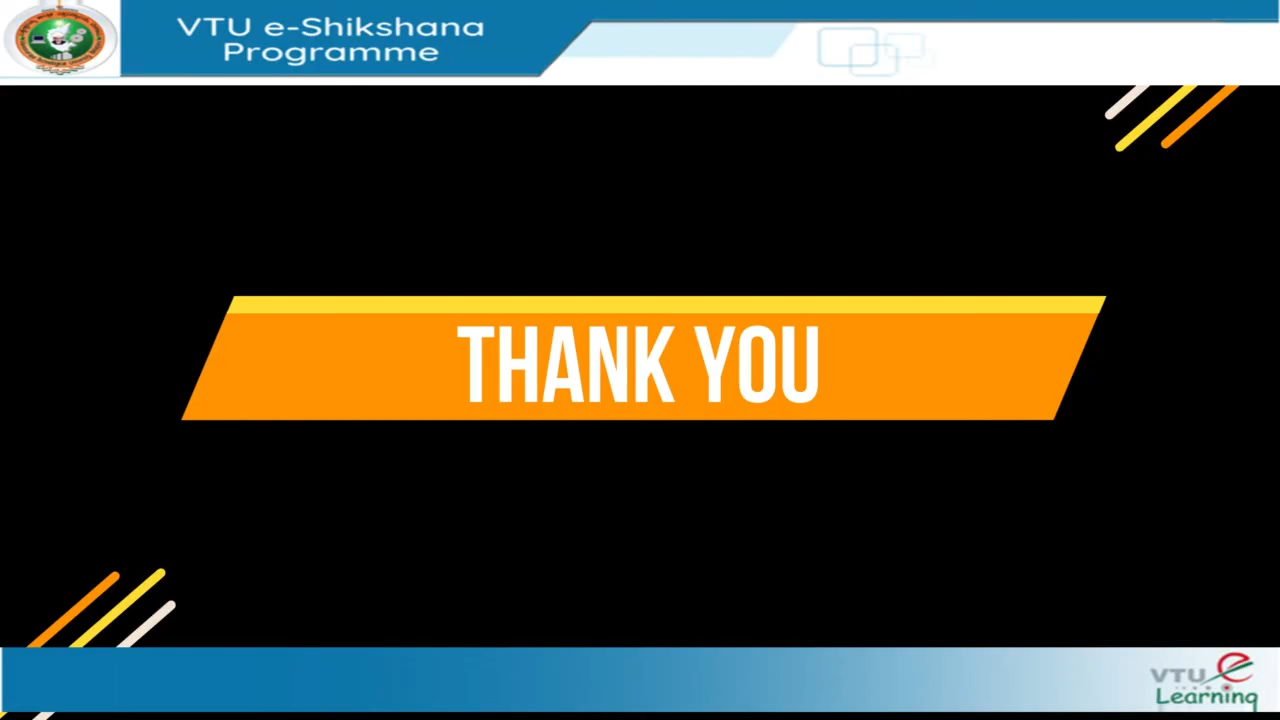 VTU e-Shikshana
Programme
THANK YOU
VTU e
Learning